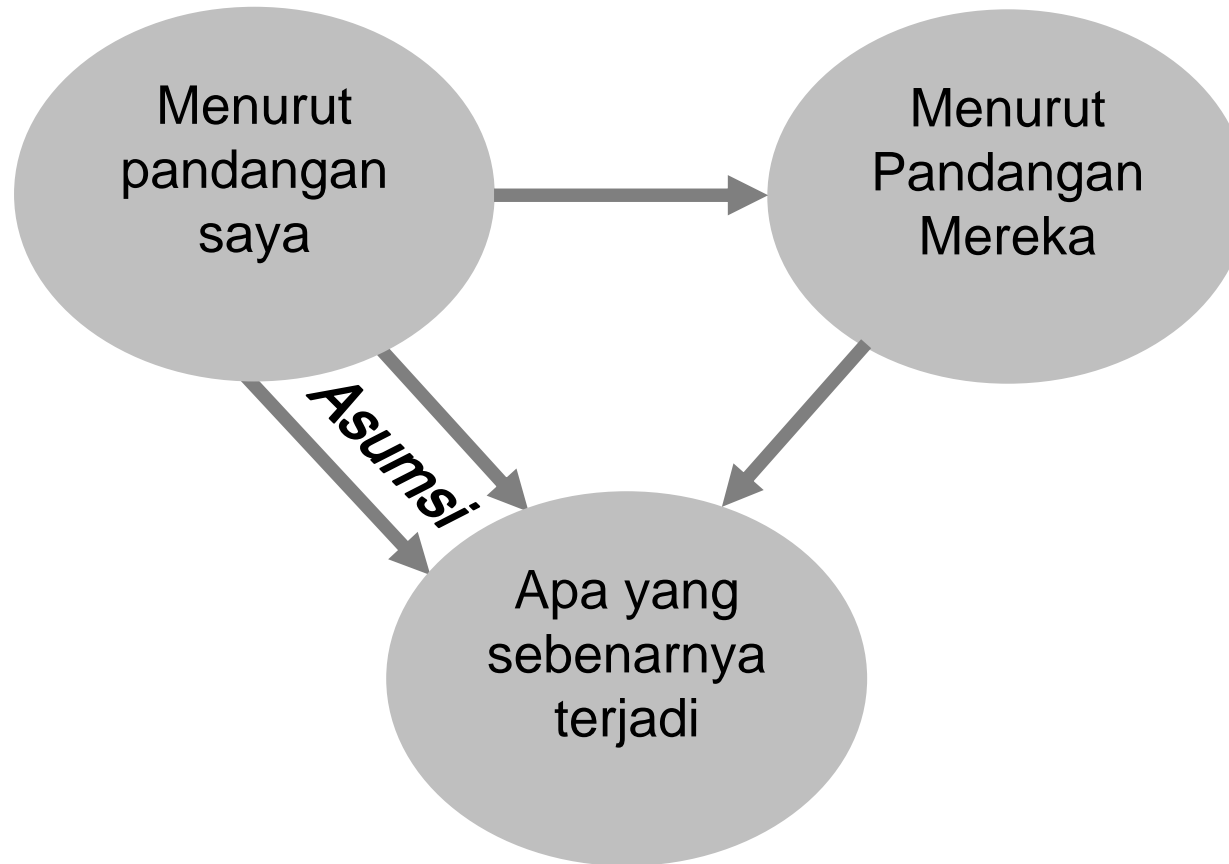 Menurut
pandangan
saya
Menurut
Pandangan
Mereka
Asumsi
Apa yang
sebenarnya
terjadi